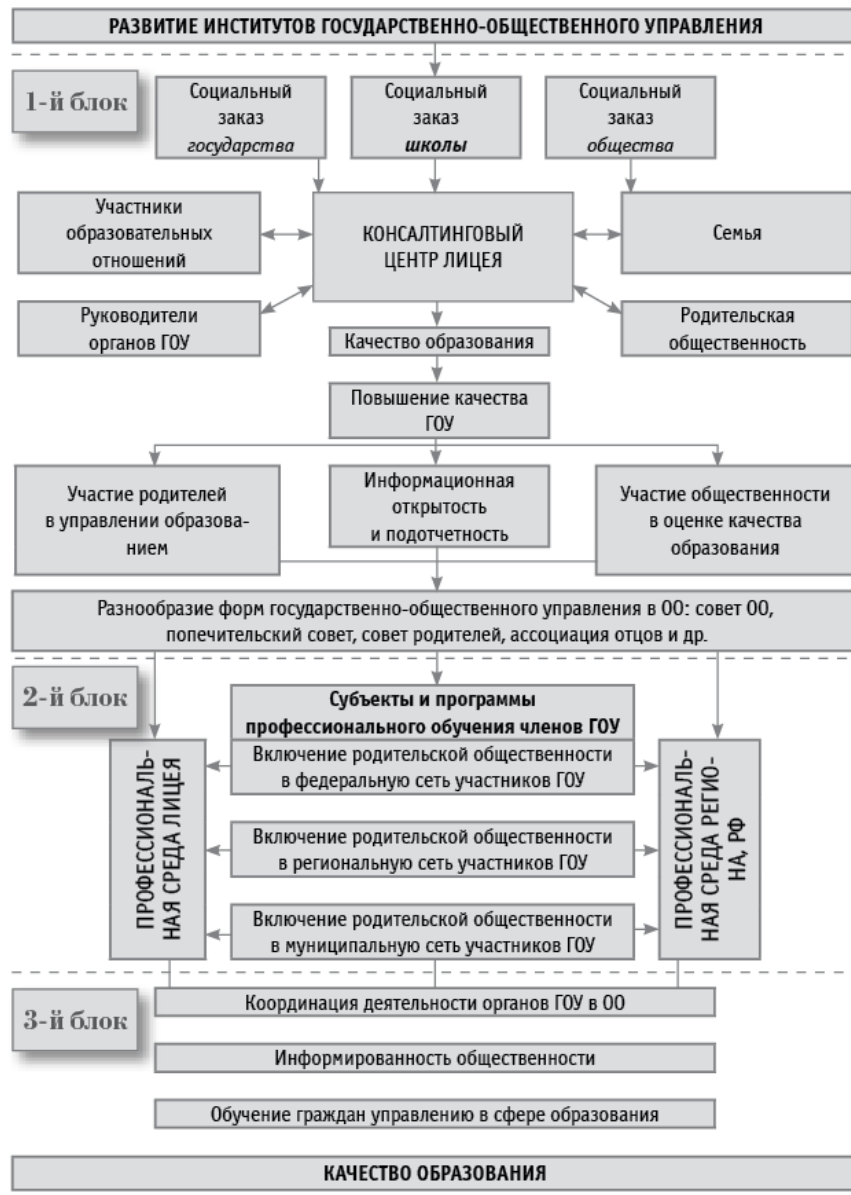 РАЗВИТИЕ ИНСТИТУТОВ ГОСУДАРСТВЕННО-ОБЩЕСТВЕННОГО УПРАВЛЕНИЯ
1-й блок
Социальный
заказ
государства
Социальный
заказ
школы
Социальный
заказ
общества
Участники
образовательных
отношений
КОНСАЛТИНГОВЫЙ
ЦЕНТР ЛИЦЕЯ
Семья
Руководители
органов ГОУ
Родительская
общественность
Качество образования
Повышение качества
ГОУ
Участие родителей
в управлении образова-
нием
Информационная
открытость
и подотчетность
Участие общественности
в оценке качества
образования
Разнообразие форм государственно-общественного управления в ОО: совет ОО,
попечительский совет, совет родителей, ассоциация отцов и др.
2-й блок
Субъекты и программы
профессионального обучения членов ГОУ
ПРОФЕССИОНАЛЬ-
НАЯ СРЕДА ЛИЦЕЯ
Включение родительской общественности
в федеральную сеть участников ГОУ
Включение родительской общественности
в региональную сеть участников ГОУ
Включение родительской общественности
в муниципальную сеть участников ГОУ
ПРОФЕССИОНАЛЬ-
НАЯ СРЕДА РЕГИО-
НА, РФ
3-й блок
Координация деятельности органов ГОУ в ОО
Информированность общественности
Обучение граждан управлению в сфере образования
КАЧЕСТВО ОБРАЗОВАНИЯ